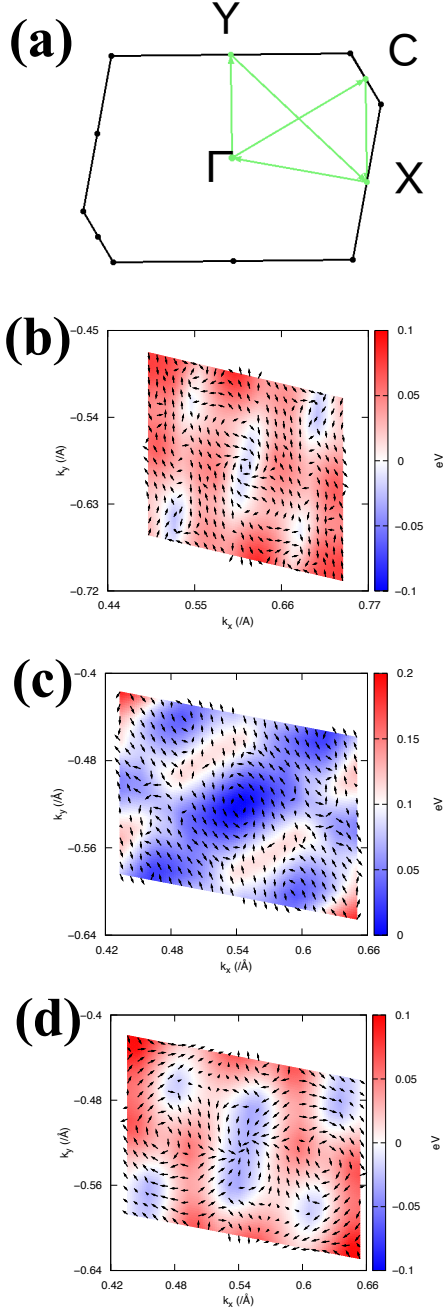 (a)
Y
C
Γ
X
(b)
-0.45
-0.54
-0.63
-0.72
0.44
0.55
0.66
0.77
k_y (/A)
k_x (/A)
0.1
0.05
0
-0.05
-0.1
eV
(c)
-0.4
-0.48
-0.56
-0.64
0.42
0.48
0.54
0.6
0.66
k_y (/Å)
k_x (/Å)
0.2
0.15
0.1
0.05
0
eV
(d)
-0.4
-0.48
-0.56
-0.64
0.42
0.48
0.54
0.6
0.66
k_y (/Å)
k_x (/Å)
0.1
0.05
0
-0.05
-0.1
eV